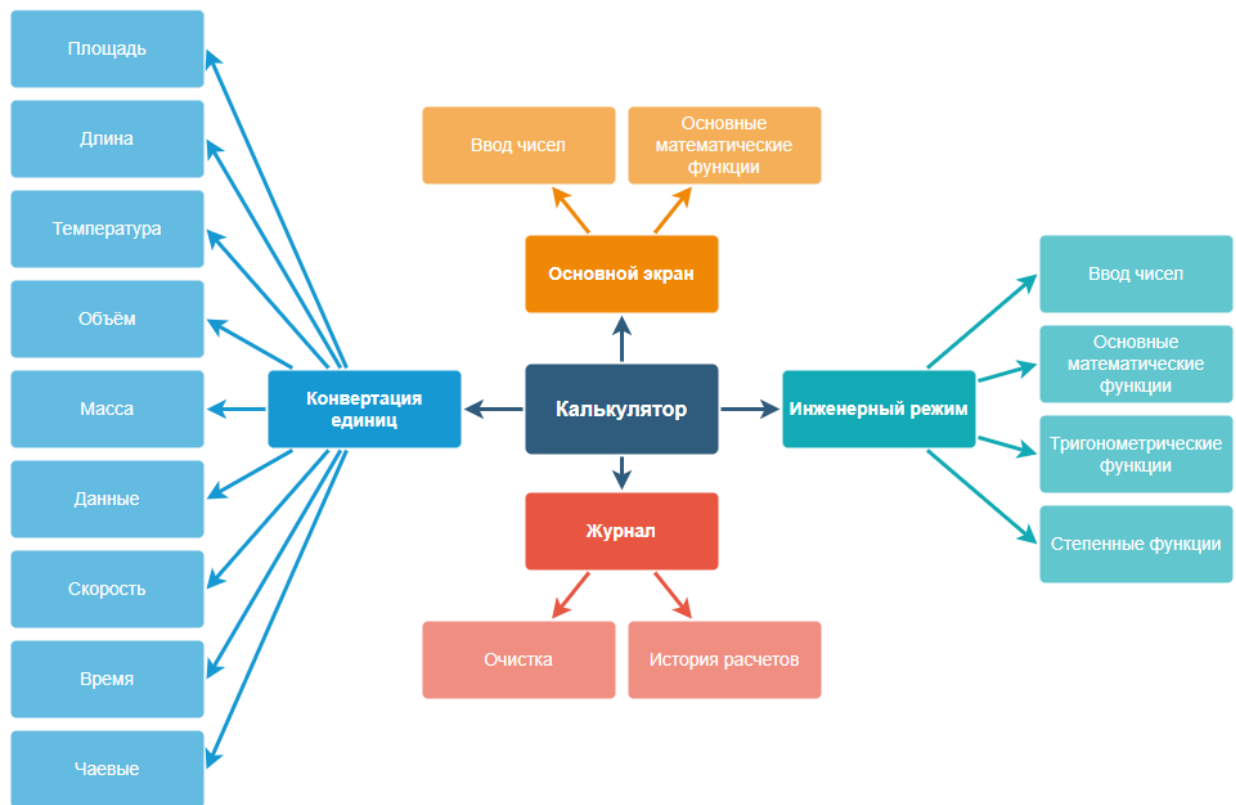 Площадь
Длина
Температура
Объём
Масса
Данные
Скорость
Время
Чаевые
Конвертация
единиц
Ввод чисел
Основные
математические
функции
Основной экран
Калькулятор
Журнал
Очистка
История расчетов
Инженерный режим
Ввод чисел
Основные
математические
функции
Тригонометрические
функции
Степенные функции